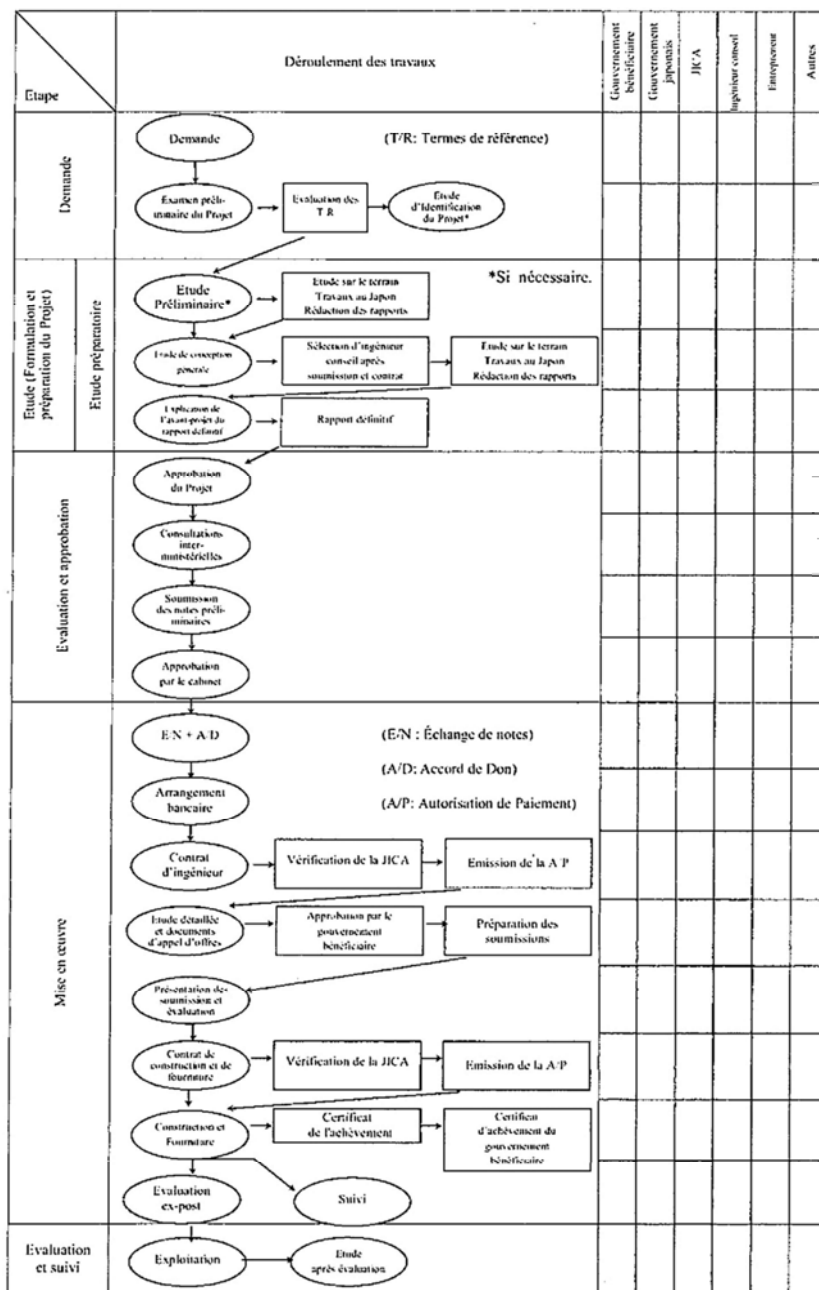 Etape
Déroulement des travaux
Gouvernement
bénéficiaire
Gouvernement
japonais
JICA
Ingénieur conseil
Entrepreneur
Autres
Demande
Demande
(T/R: Termes de référence)
Examen préli-
minaire du Projet
Evaluation des
T/R
Etude
d'Identification
du Projet*
Etude (Formulation et
préparation du Projet)
Etude préparatoire
Etude
Préliminaire*
Etude sur le terrain
Travaux au Japon
Rédaction des rapports
*Si nécessaire.
Etude de conception
générale
Sélection d'ingénieur
conseil après
soumission et contrat
Etude sur le terrain
Travaux au Japon
Rédaction des rapports
Explication de
l'avant-projet du
rapport définitif
Rapport définitif
Evaluation et approbation
Approbation
du Projet
Consultations
inter-
ministérielles
Soumission
des notes préli-
minaires
Approbation
par le cabinet
Mise en œuvre
E/N + A/D
(E/N : Échange de notes)
(A/D: Accord de Don)
(A/P: Autorisation de Paiement)
Arrangement
bancaire
Contrat
d'ingénieur
Vérification de la JICA
Emission de la A/P
Etude détaillée
et documents
d'appel d'offres
Approbation par le
gouvernement
bénéficiaire
Préparation des
soumissions
Présentation des
soumission et
évaluation
Contrat de
construction et de
fourniture
Vérification de la JICA
Emission de la A/P
Construction et
Fourniture
Certificat
de l'achèvement
Certificat
d'achèvement du
gouvernement
bénéficiaire
Evaluation
ex-post
Suivi
Evaluation
et suivi
Exploitation
Etude
après évaluation